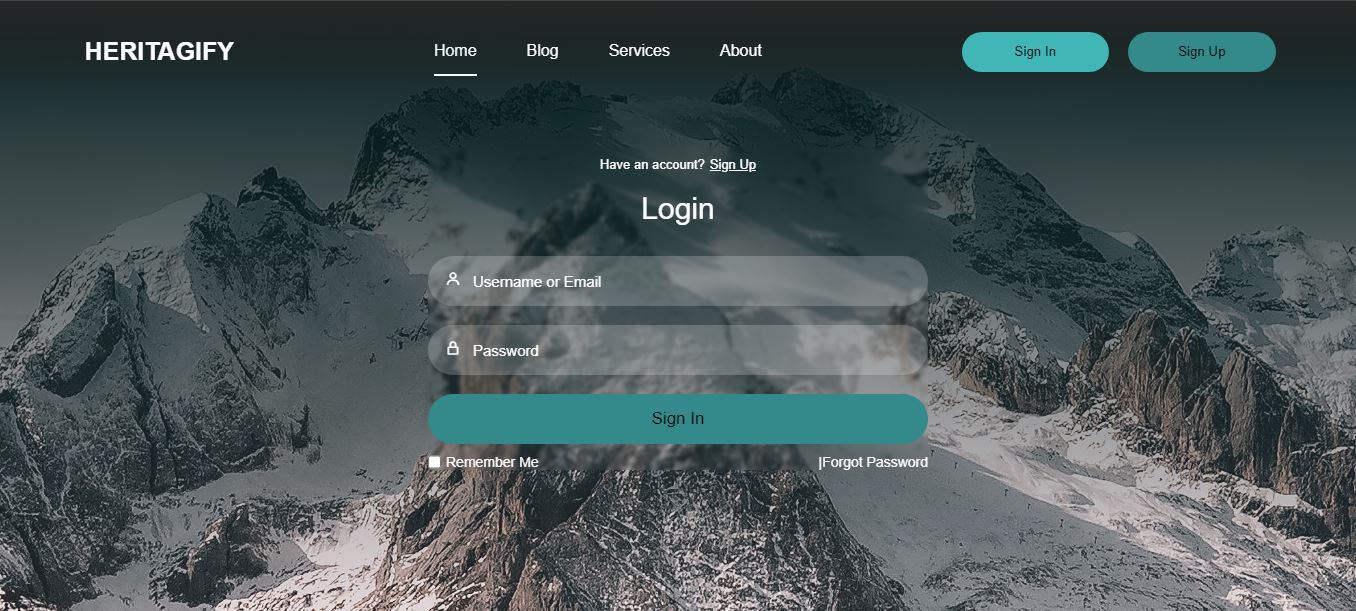 HERITAGIFY
Home Blog Services About
Sign In Sign Up
Have an account? Sign Up
Login
Username or Email
Password
Sign In
Remember Me |Forgot Password